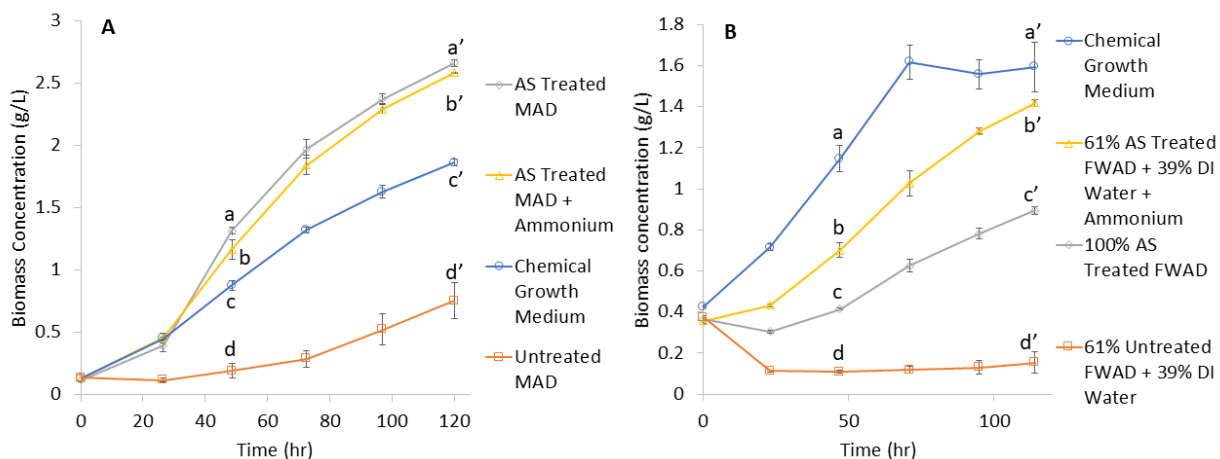 A
Biomass Concentration (g/L)
3
2.5
2
1.5
1
0.5
0
0
20
40
60
80
100
120
Time (hr)
a
b
c
d
a’
b’
c’
d’
AS Treated
MAD
AS Treated
MAD +
Ammonium
Chemical
Growth
Medium
Untreated
MAD
B
Biomass concentration (g/L)
1.8
1.6
1.4
1.2
1
0.8
0.6
0.4
0.2
0
0
50
100
Time (hr)
a
b
c
d
a’
b’
c’
d’
Chemical
Growth
Medium
61% AS Treated
FWAD + 39% DI
Water +
Ammonium
100% AS
Treated FWAD
61% Untreated
FWAD + 39% DI
Water